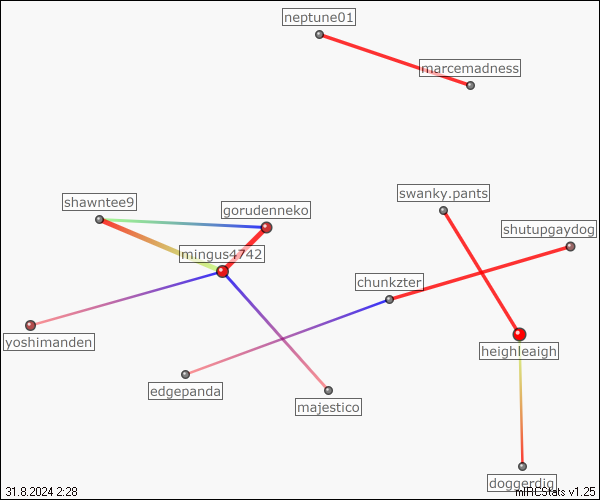 neptune01
marcemadness
swanky.pants
shawntee9
gorudenneko
shutupgaydog
mingus4742
chunkzter
yoshimanden
heighleaigh
edgepanda
majestico
doggerdig
31.8.2024 2:28
mIRCStats v1.25